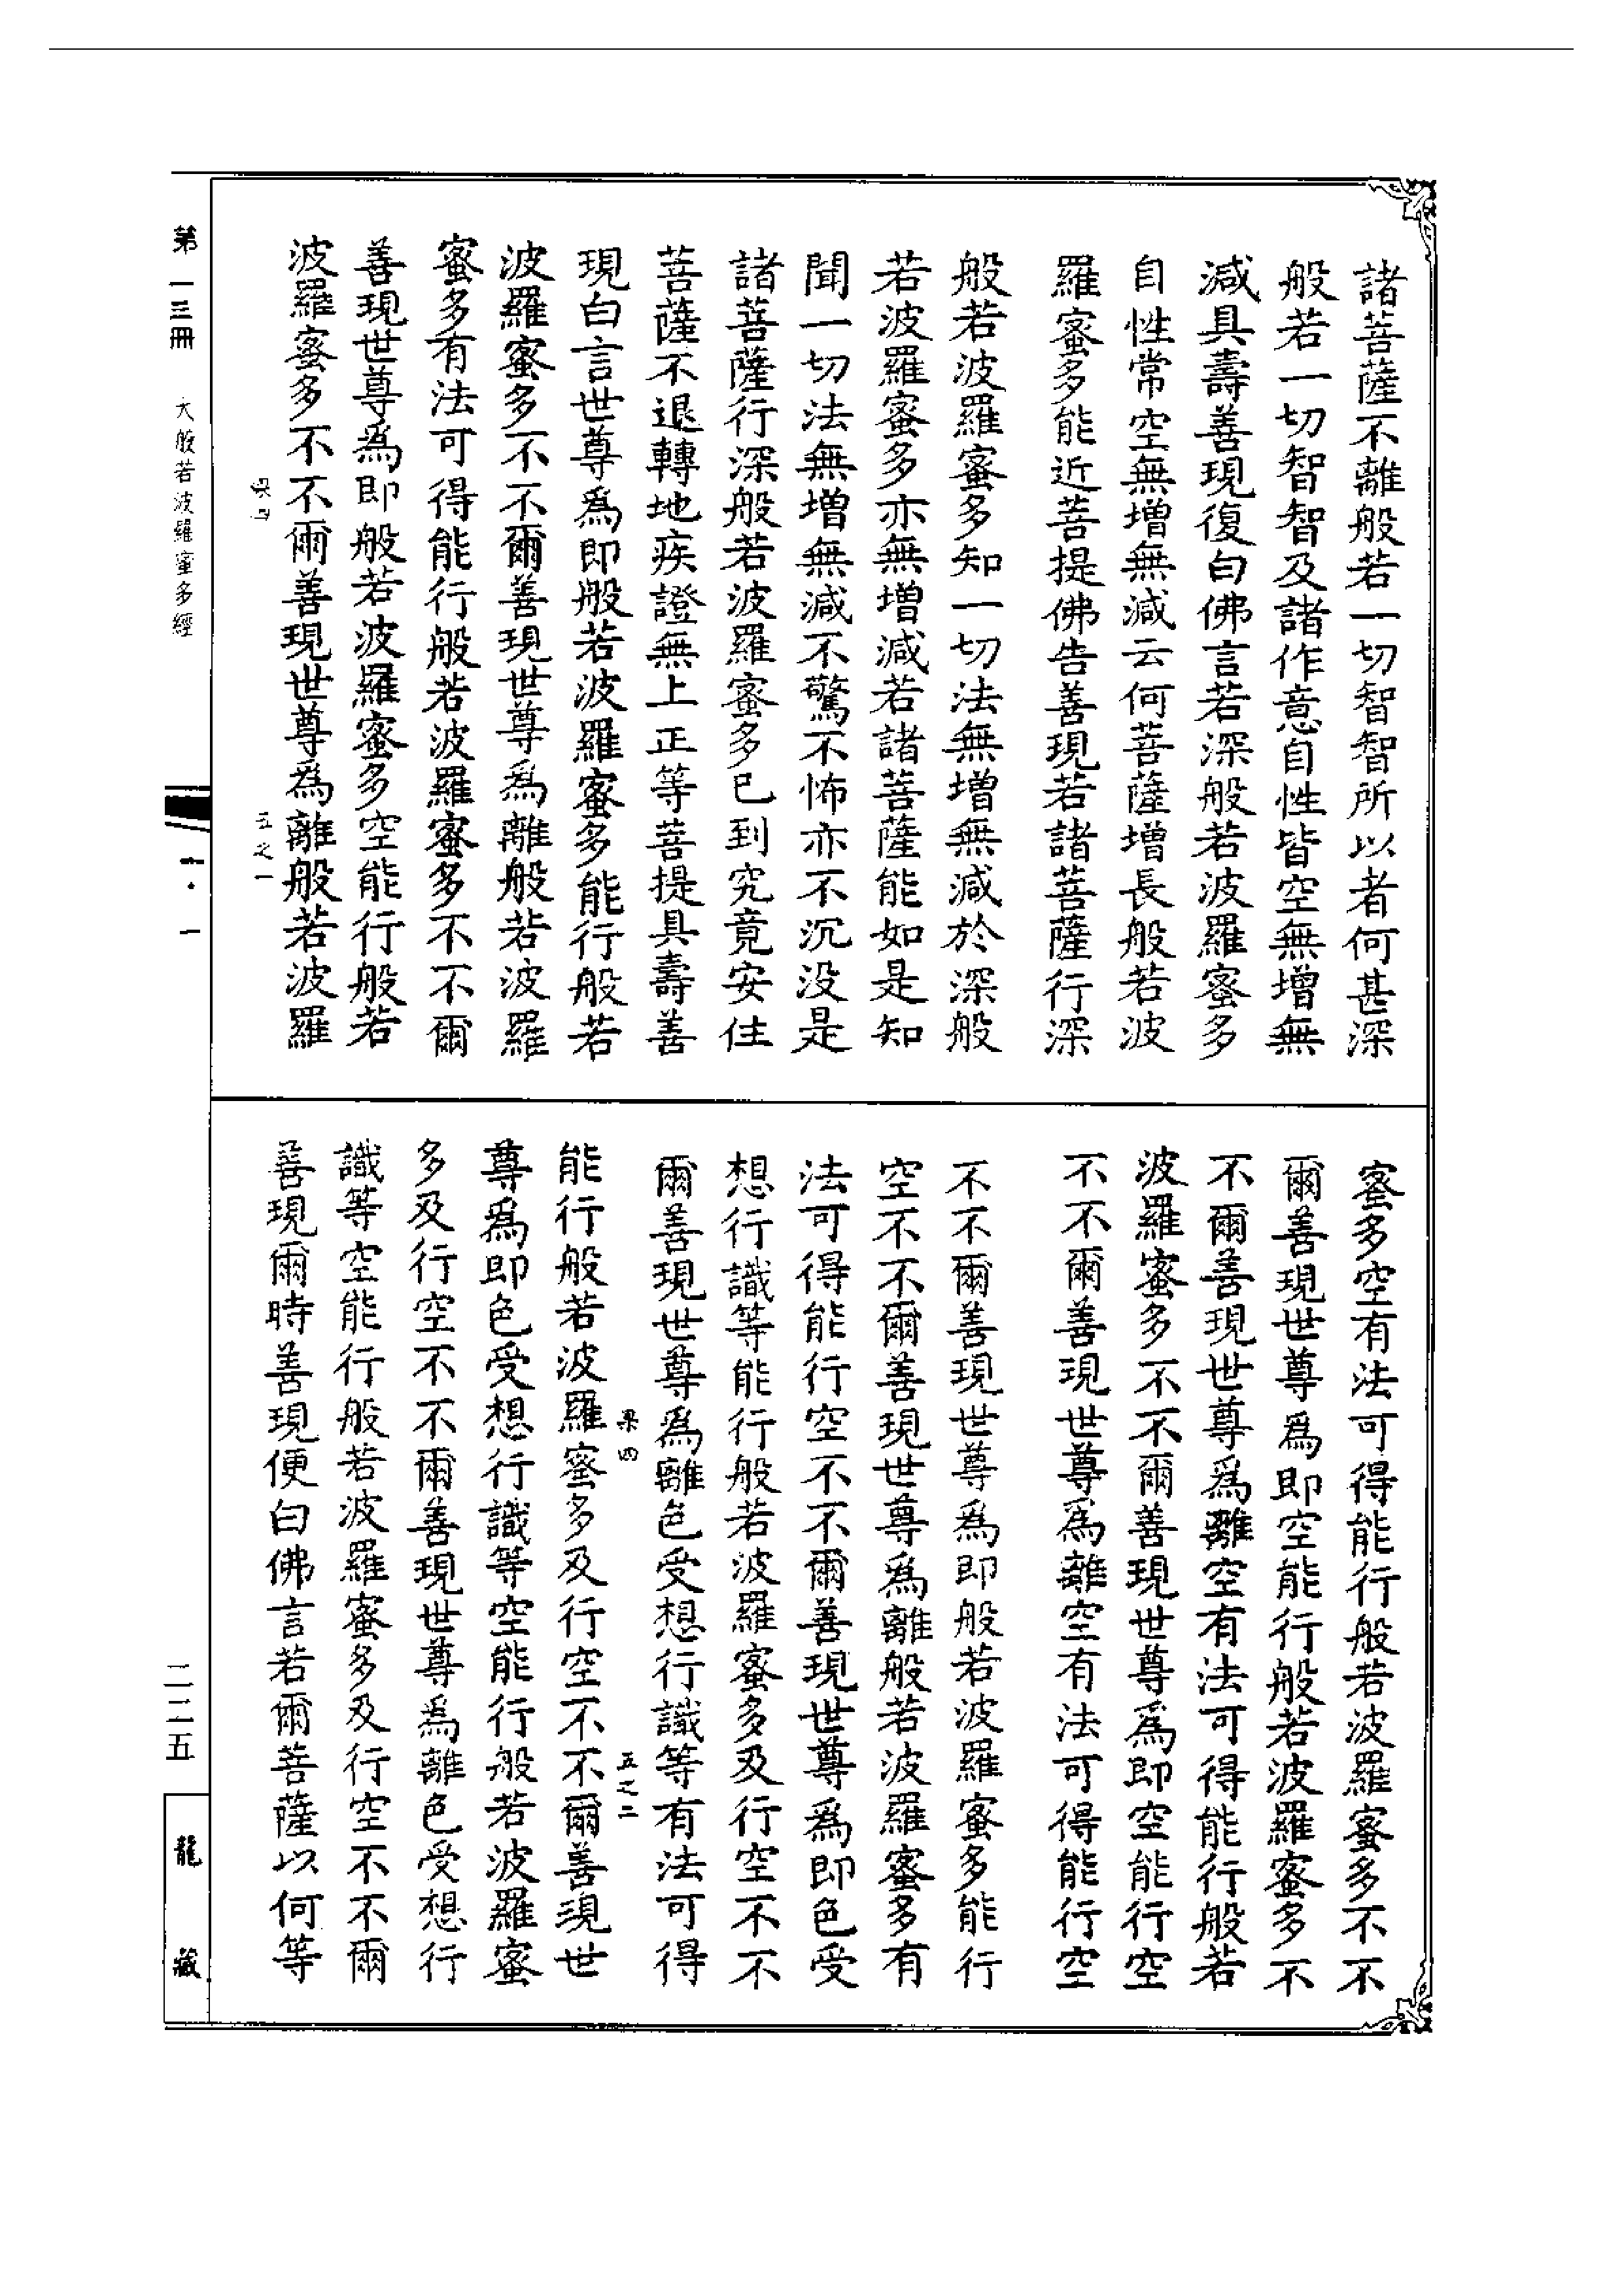 諸菩薩不離般若一切智智所以者何甚深
般若一切智智及諸作意自性皆空無增無
減具壽善現復白佛言若深般若波羅蜜多
自性常空無增無減云何菩薩增長般若波
羅蜜多能近菩提佛告善現若諸菩薩行深
般若波羅蜜多知一切法無增無減於深般
若波羅蜜多亦無增減若諸菩薩能如是知
聞一切法無增無減不驚不怖亦不沉没是
諸菩薩行深般若波羅蜜多已到究竟安住
菩薩不退轉地疾證無上正等菩提具壽善
現白言世尊爲即般若波羅蜜多能行般若
波羅蜜多不不爾善現世尊爲離般若波羅
蜜多有法可得能行般若波羅蜜多不不爾
善現世尊爲即般若波羅蜜多空能行般若
波羅蜜多不不爾善現世尊爲離般若波羅
果四 五之一
蜜多空有法可得能行般若波羅蜜多不不
爾善現世尊爲即空能行般若波羅蜜多不
不爾善現世尊爲離空有法可得能行般若
波羅蜜多不不爾善現世尊爲即空能行空
不不爾善現世尊爲離空有法可得能行空
不不爾善現世尊爲即般若波羅蜜多能行
空不不爾善現世尊爲離般若波羅蜜多有
法可得能行空不不爾善現世尊爲即色受
想行識等能行般若波羅蜜多及行空不不
爾善現世尊爲離色受想行識等有法可得
果四 五之二
能行般若波羅蜜多及行空不不爾善現世
尊爲即色受想行識等空能行般若波羅蜜
多及行空不不爾善現世尊爲離色受想行
識等空能行般若波羅蜜多及行空不不爾
善現爾時善現便白佛言若爾菩薩以何等
第一三冊 大般若波羅蜜多經
二二五
龍藏